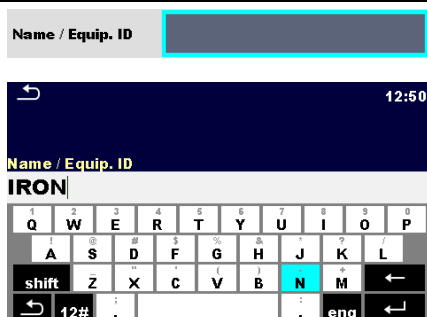 Name / Equip. ID
12:50
Name / Equip. ID
IRON
1 2 3 4 5 6 7 8 9 0
Q W E R T Y U I O P
! @ # $ % & ' ? /
A S D F G H J K L
_ " ' ( ) - +
shift Z X C V B N M
; :
12# , . eng